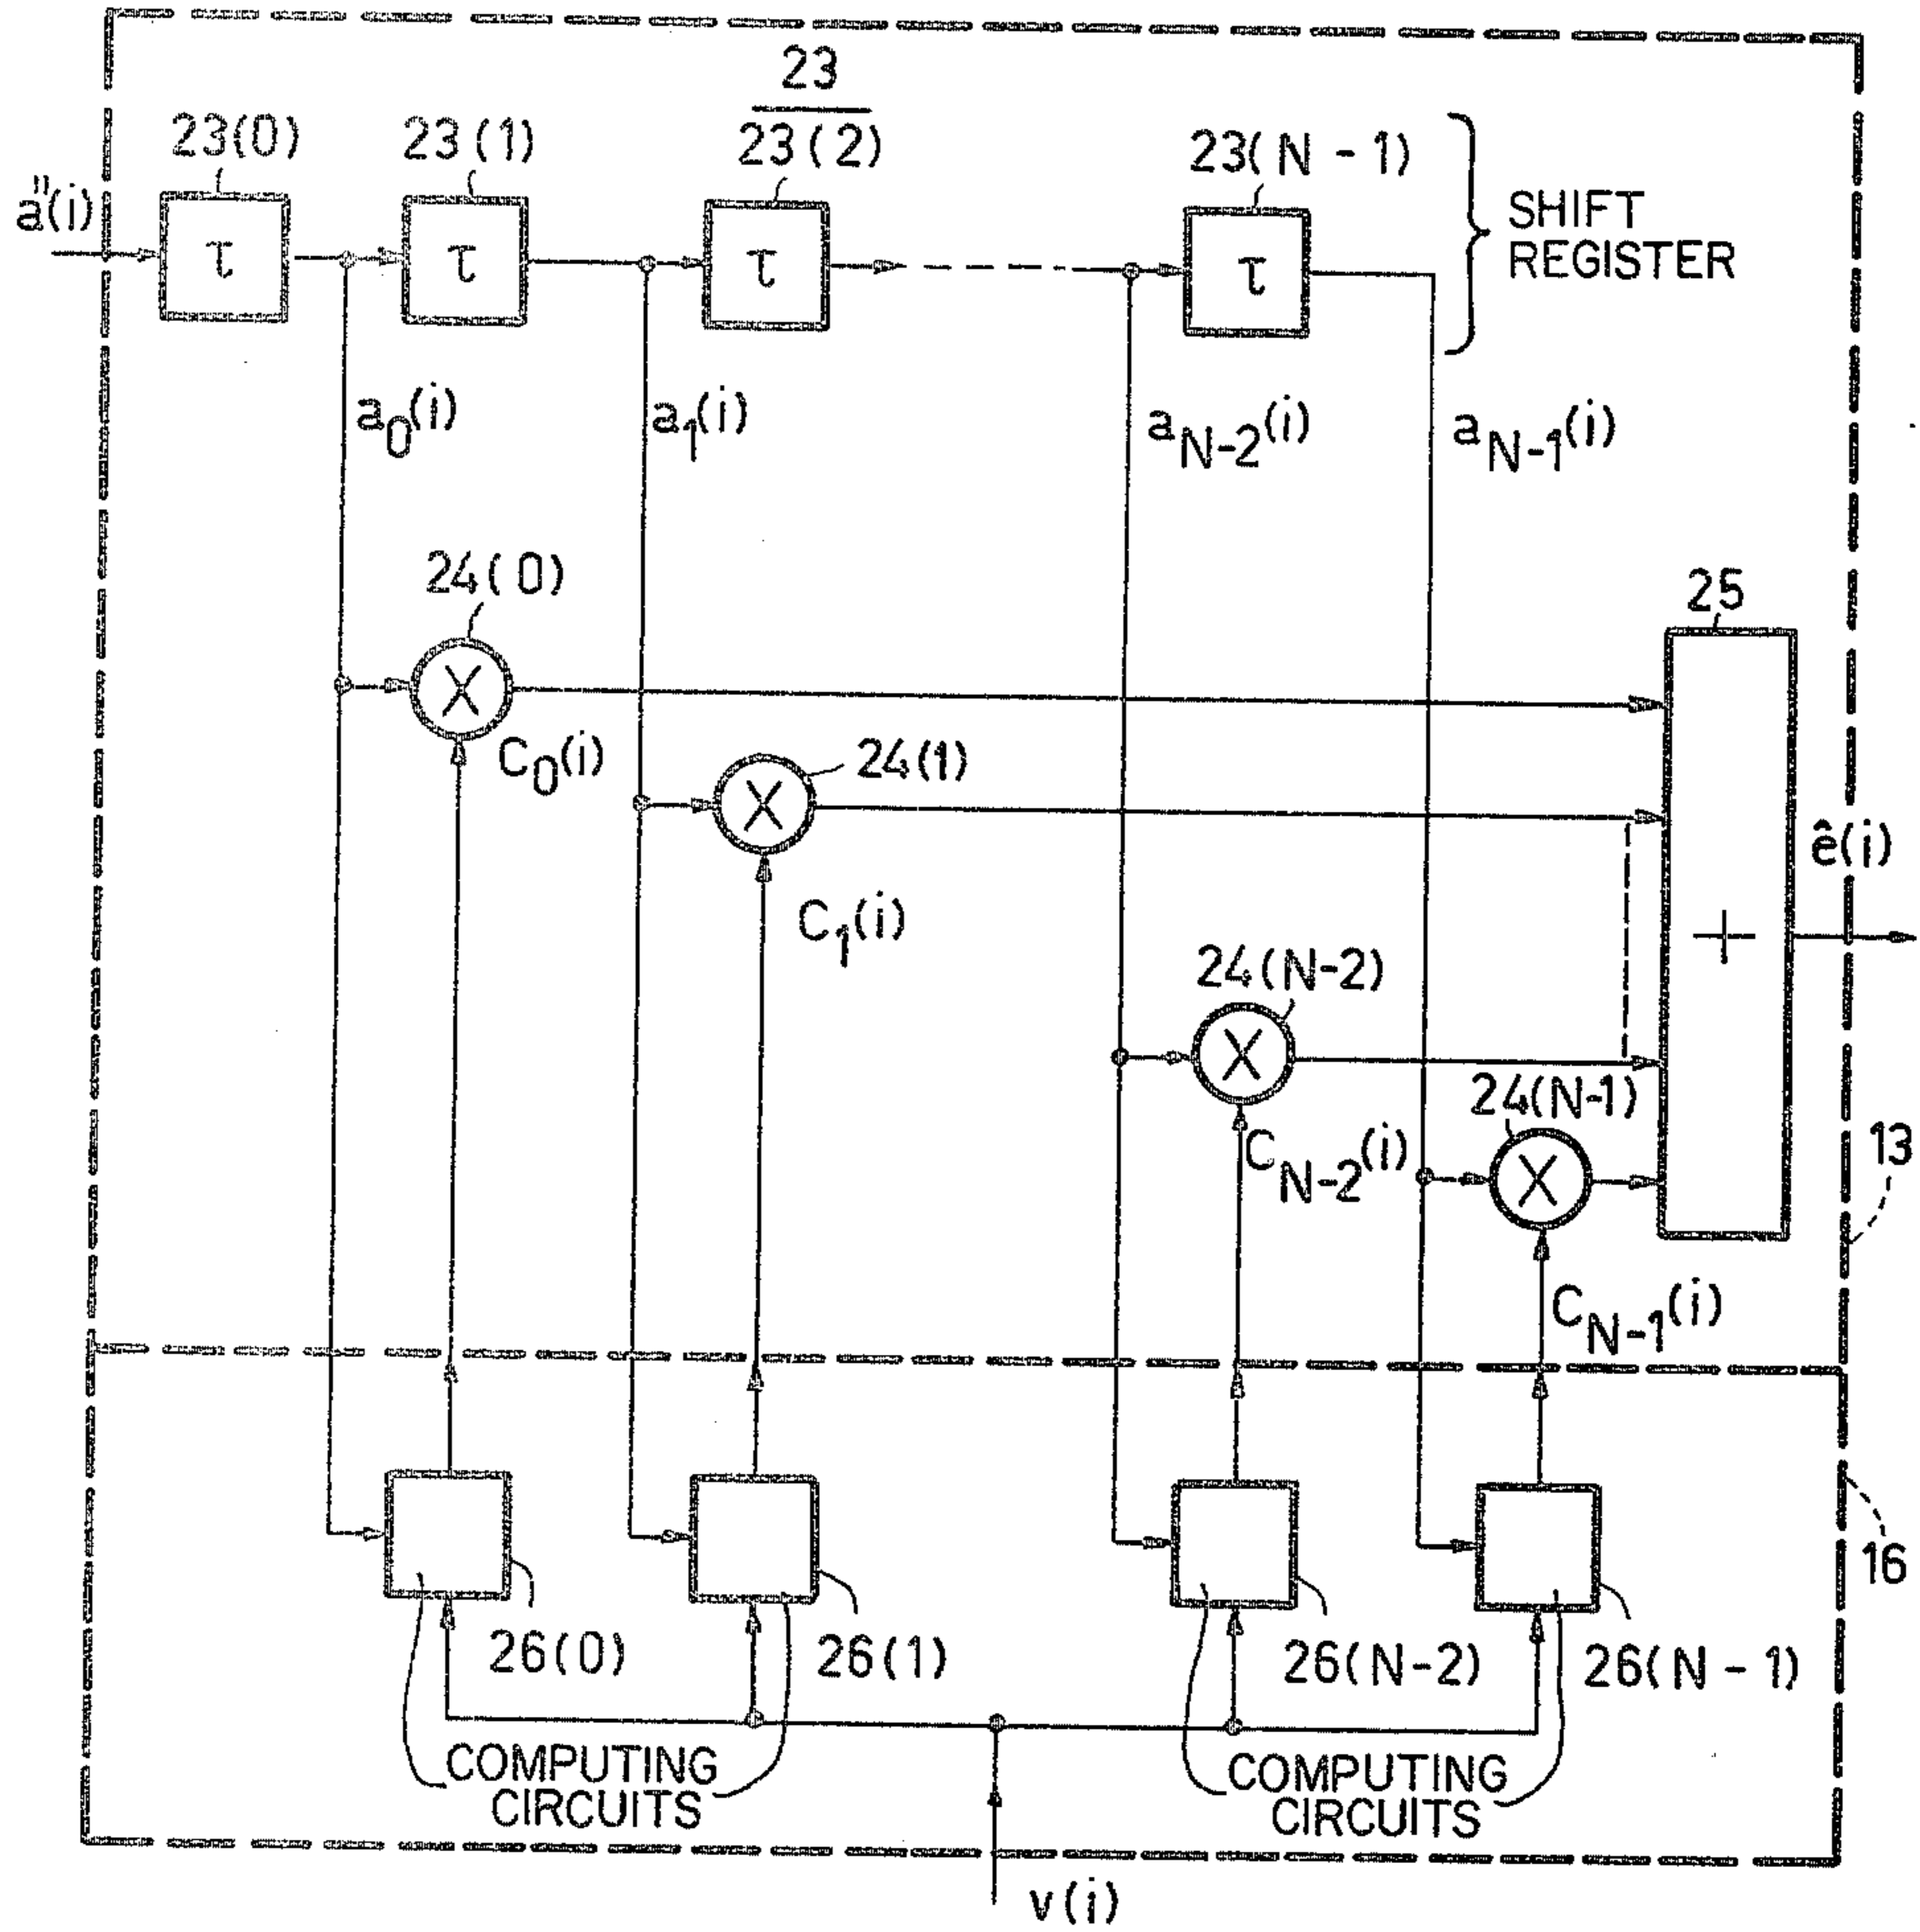 23
23(0)
23(1)
23(2)
23(N-1)
a"(i)
τ
τ
τ
τ
SHIFT
REGISTER
a0(i)
a1(i)
aN-2(i)
aN-1(i)
24(0)
25
X
C0(i)
24(1)
X
ê(i)
C1(i)
+
24(N-2)
X
24(N-1)
CN-2(i)
X
13
CN-1(i)
16
26(0)
26(1)
26(N-2)
26(N-1)
COMPUTING
CIRCUITS
COMPUTING
CIRCUITS
v(i)